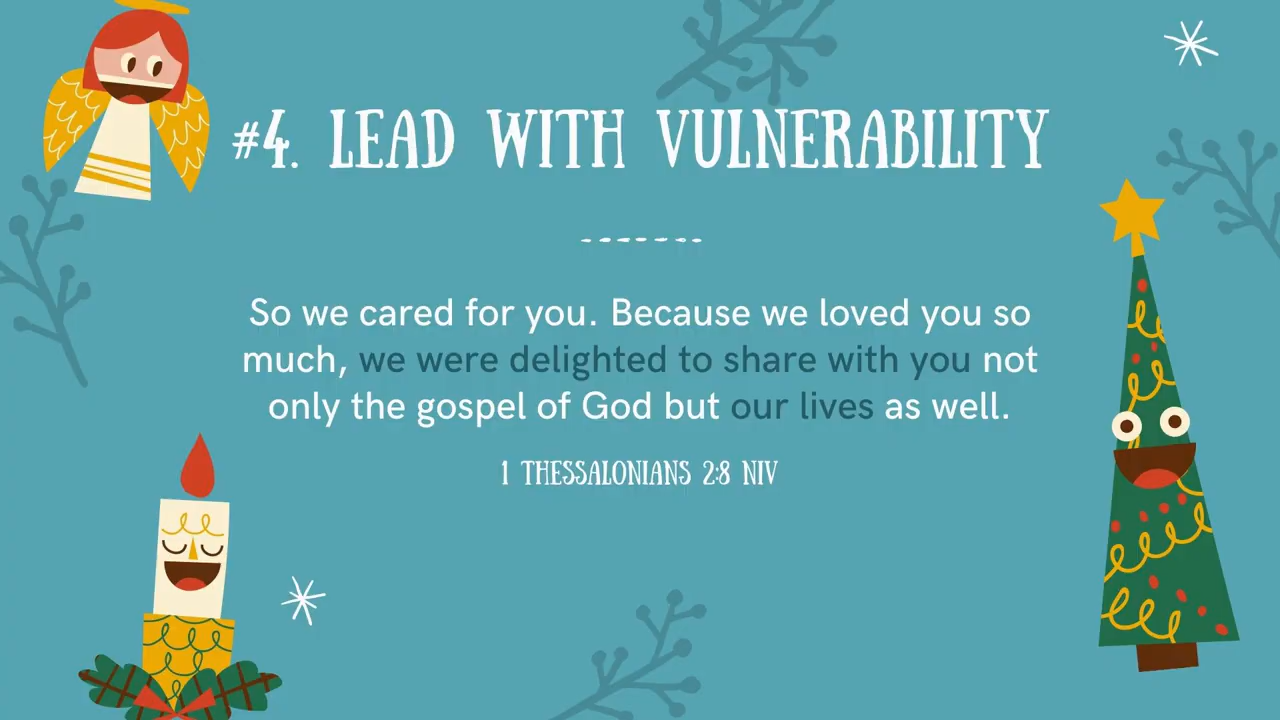 #4. LEAD WITH VULNERABILITY
So we cared for you. Because we loved you so
much, we were delighted to share with you not
only the gospel of God but our lives as well.
1 THESSALONIANS 2:8 NIV